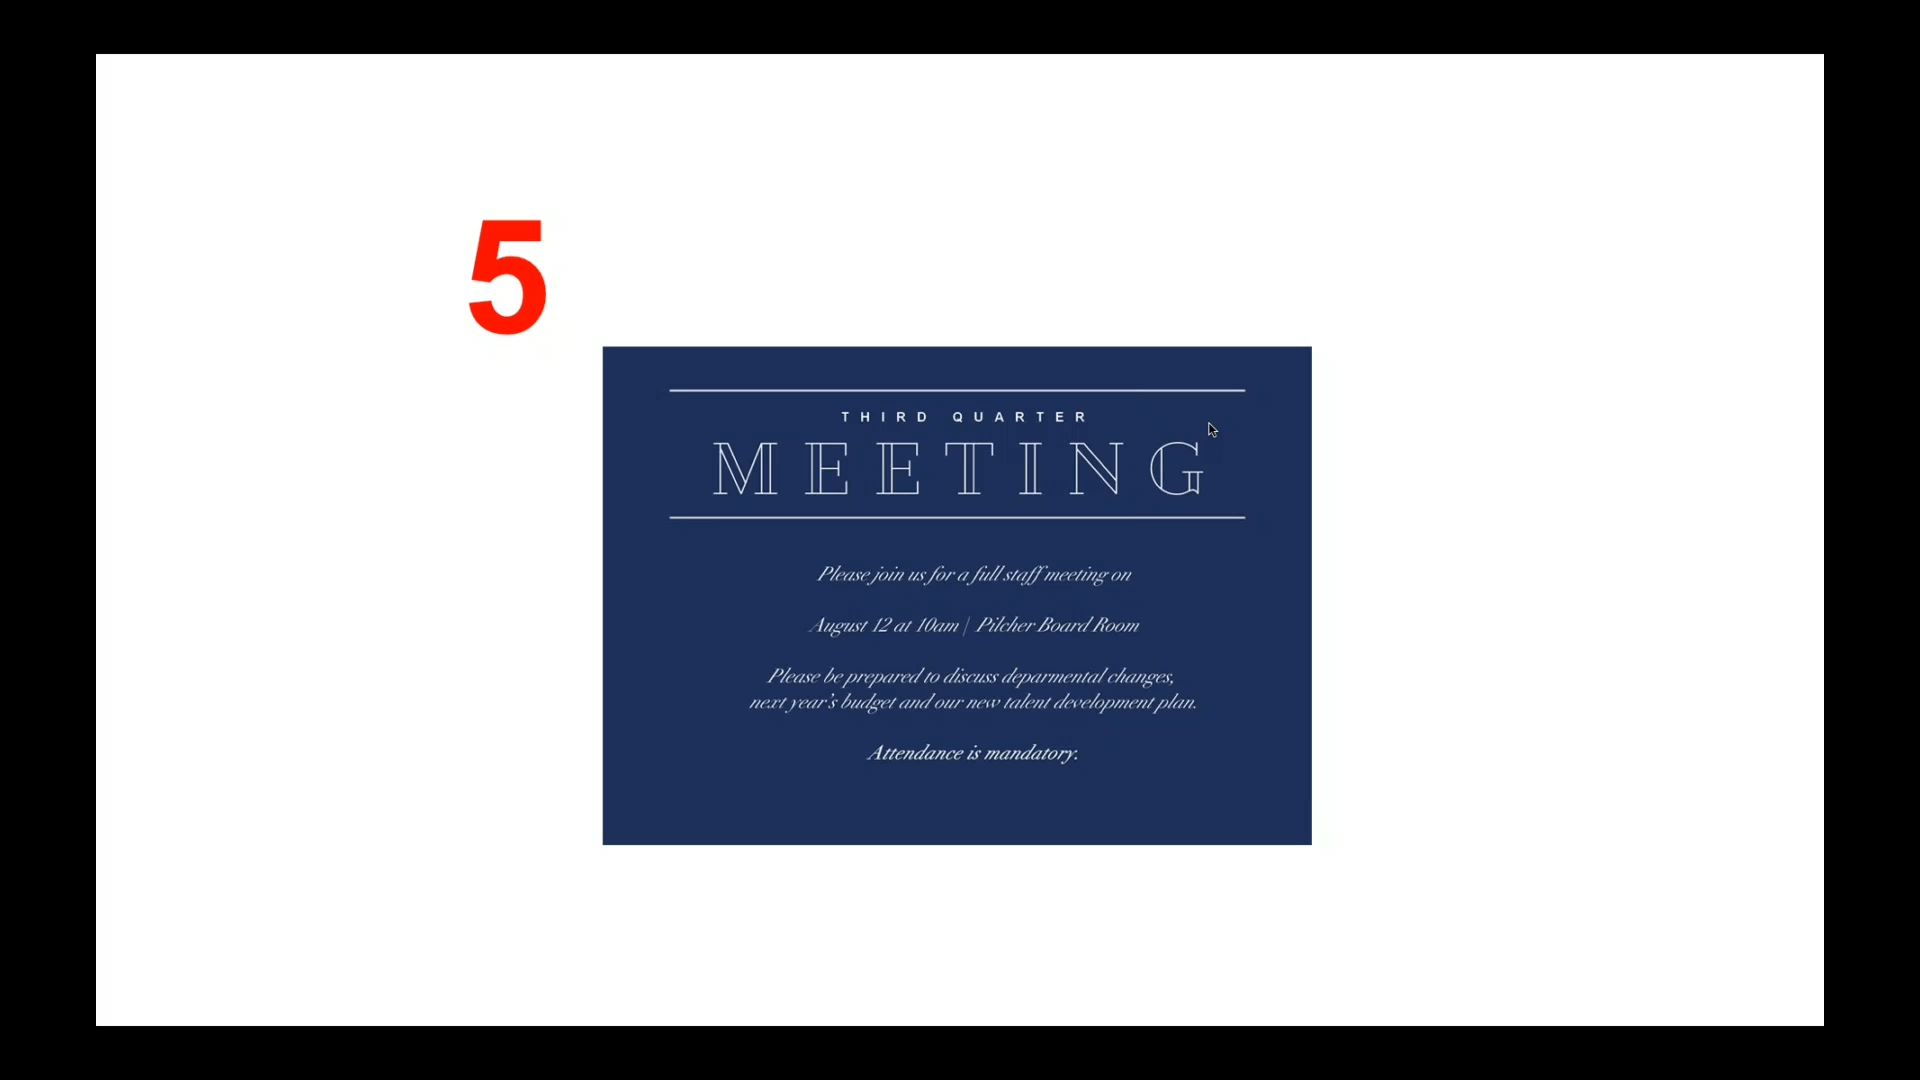 5
THIRD QUARTER
MEETING
Please join us for a full staff meeting on
August 12 at 10am | Pilcher Board Room
Please be prepared to discuss deparmental changes,
next year’s budget and our new talent development plan.
Attendance is mandatory.